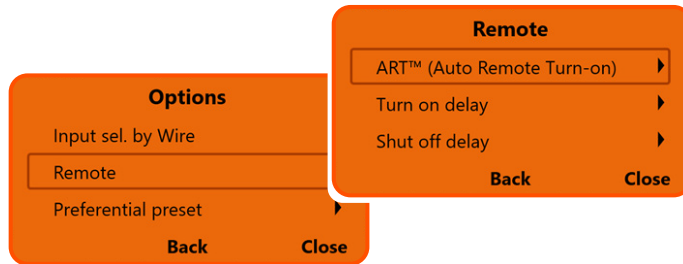 Options
Input sel. by Wire
Remote
Preferential preset
Back Close
Remote
ART™ (Auto Remote Turn-on)
Turn on delay
Shut off delay
Back Close